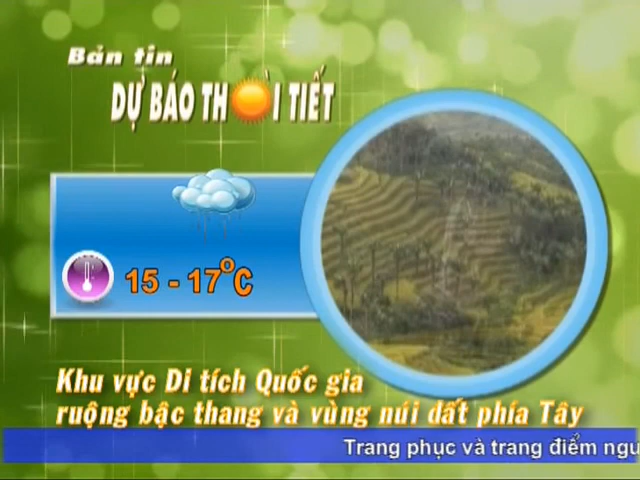 Bản tin
DỰ BÁO THỜI TIẾT
15 - 17°C
Khu vực Di tích Quốc gia
ruộng bậc thang và vùng núi đất phía Tây
Trang phục và trang điểm ngư